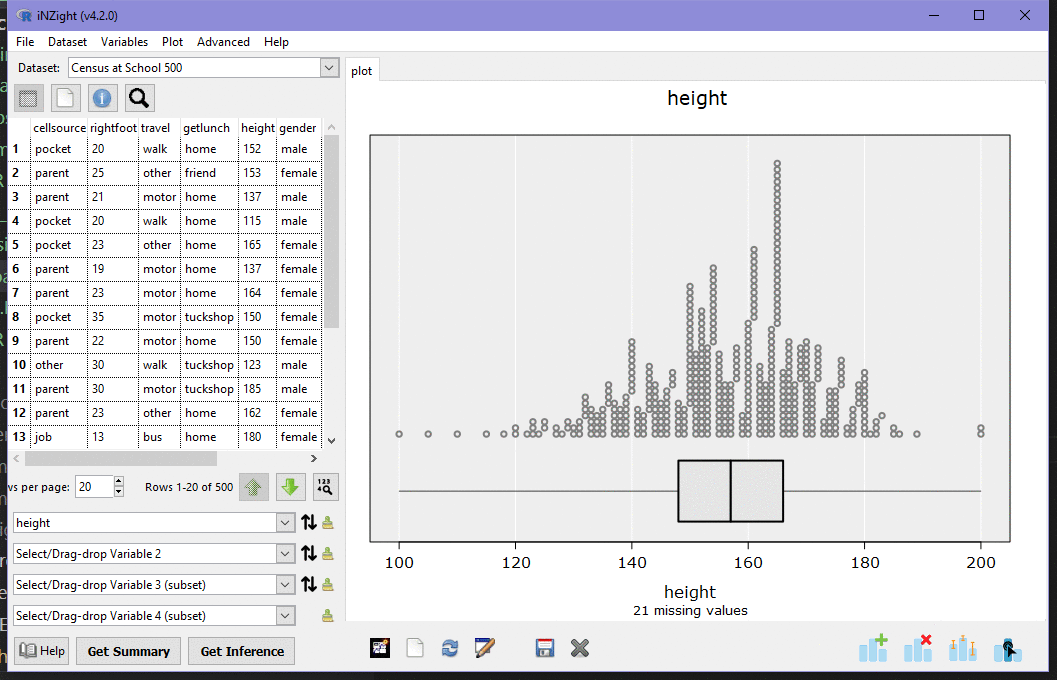 iNZight (v4.2.0)
File Dataset Variables Plot Advanced Help
Dataset: Census at School 500
plot
cellsource rightfoot travel getlunch height gender
1 pocket 20 walk home 152 male
2 parent 25 other friend 153 female
3 parent 21 motor home 137 male
4 pocket 20 walk home 115 male
5 pocket 23 other home 165 female
6 parent 19 motor home 137 female
7 parent 23 motor home 164 female
8 pocket 35 motor tuckshop 150 female
9 parent 22 motor home 150 female
10 other 30 walk tuckshop 123 male
11 parent 30 motor tuckshop 185 male
12 parent 23 other home 162 female
13 job 13 bus home 180 female
vs per page: 20 Rows 1-20 of 500
height
Select/Drag-drop Variable 2
Select/Drag-drop Variable 3 (subset)
Select/Drag-drop Variable 4 (subset)
Help Get Summary Get Inference
height
100 120 140 160 180 200
height
21 missing values